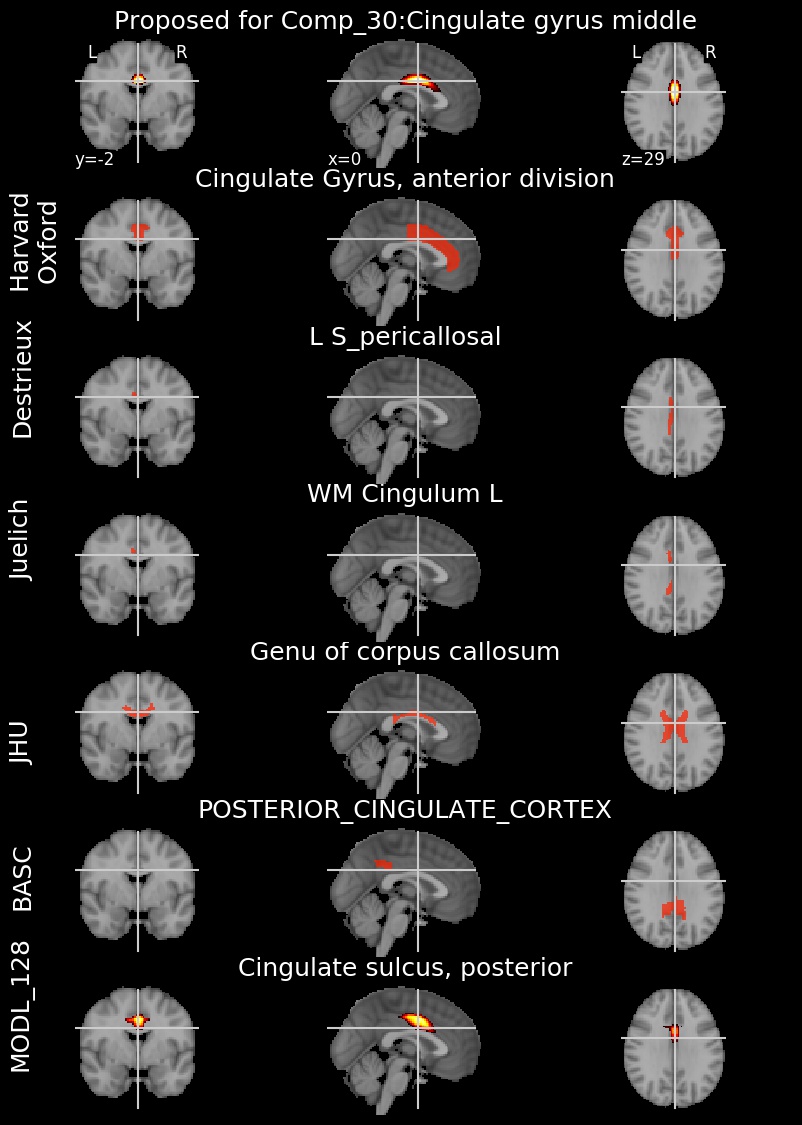 Proposed for Comp_30:Cingulate gyrus middle
L R L R
y=-2 x=0 z=29
Cingulate Gyrus, anterior division
Harvard
Oxford
L S_pericallosal
Destrieux
WM Cingulum L
Juelich
Genu of corpus callosum
JHU
POSTERIOR_CINGULATE_CORTEX
BASC
Cingulate sulcus, posterior
MODL_128